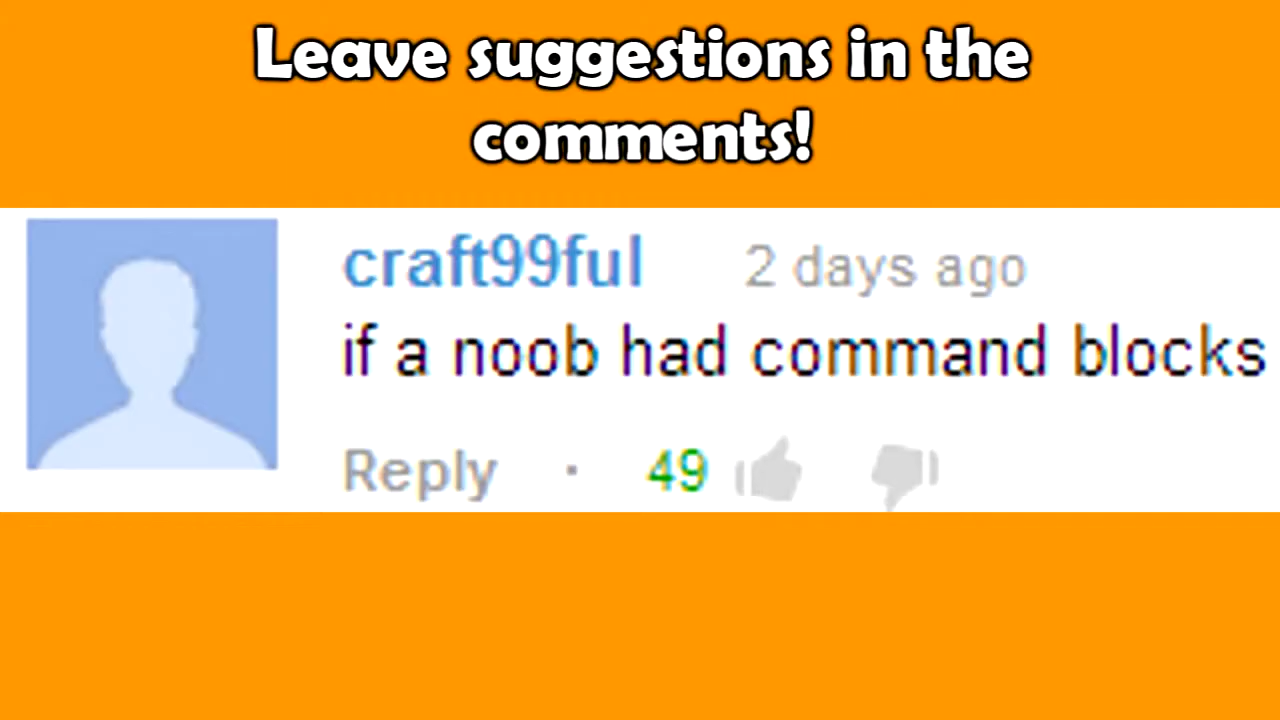 Leave suggestions in the
comments!
craft99ful 2 days ago
if a noob had command blocks
Reply · 49